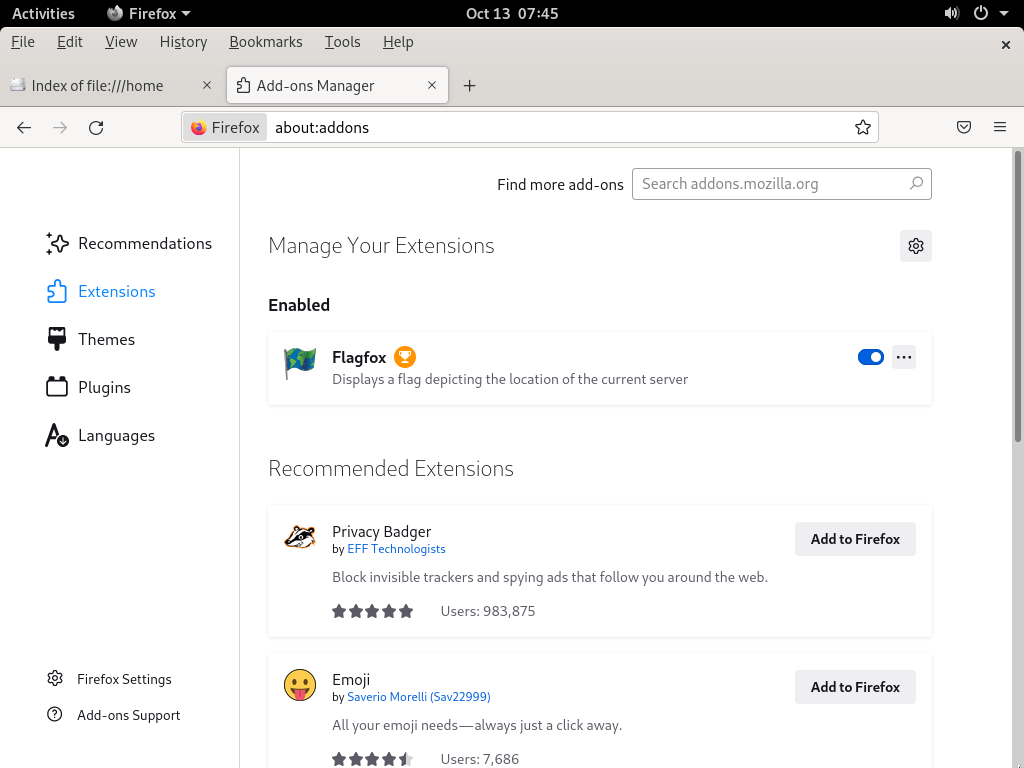 Activities Firefox Oct 13 07:45
File Edit View History Bookmarks Tools Help
Index of file:///home Add-ons Manager
Firefox about:addons
Find more add-ons Search addons.mozilla.org
Recommendations
Extensions
Themes
Plugins
Languages
Firefox Settings
Add-ons Support
Manage Your Extensions
Enabled
Flagfox
Displays a flag depicting the location of the current server
Recommended Extensions
Privacy Badger
by EFF Technologists
Add to Firefox
Block invisible trackers and spying ads that follow you around the web.
Users: 983,875
Emoji
by Saverio Morelli (Sav22999)
Add to Firefox
All your emoji needs—always just a click away.
Users: 7,686